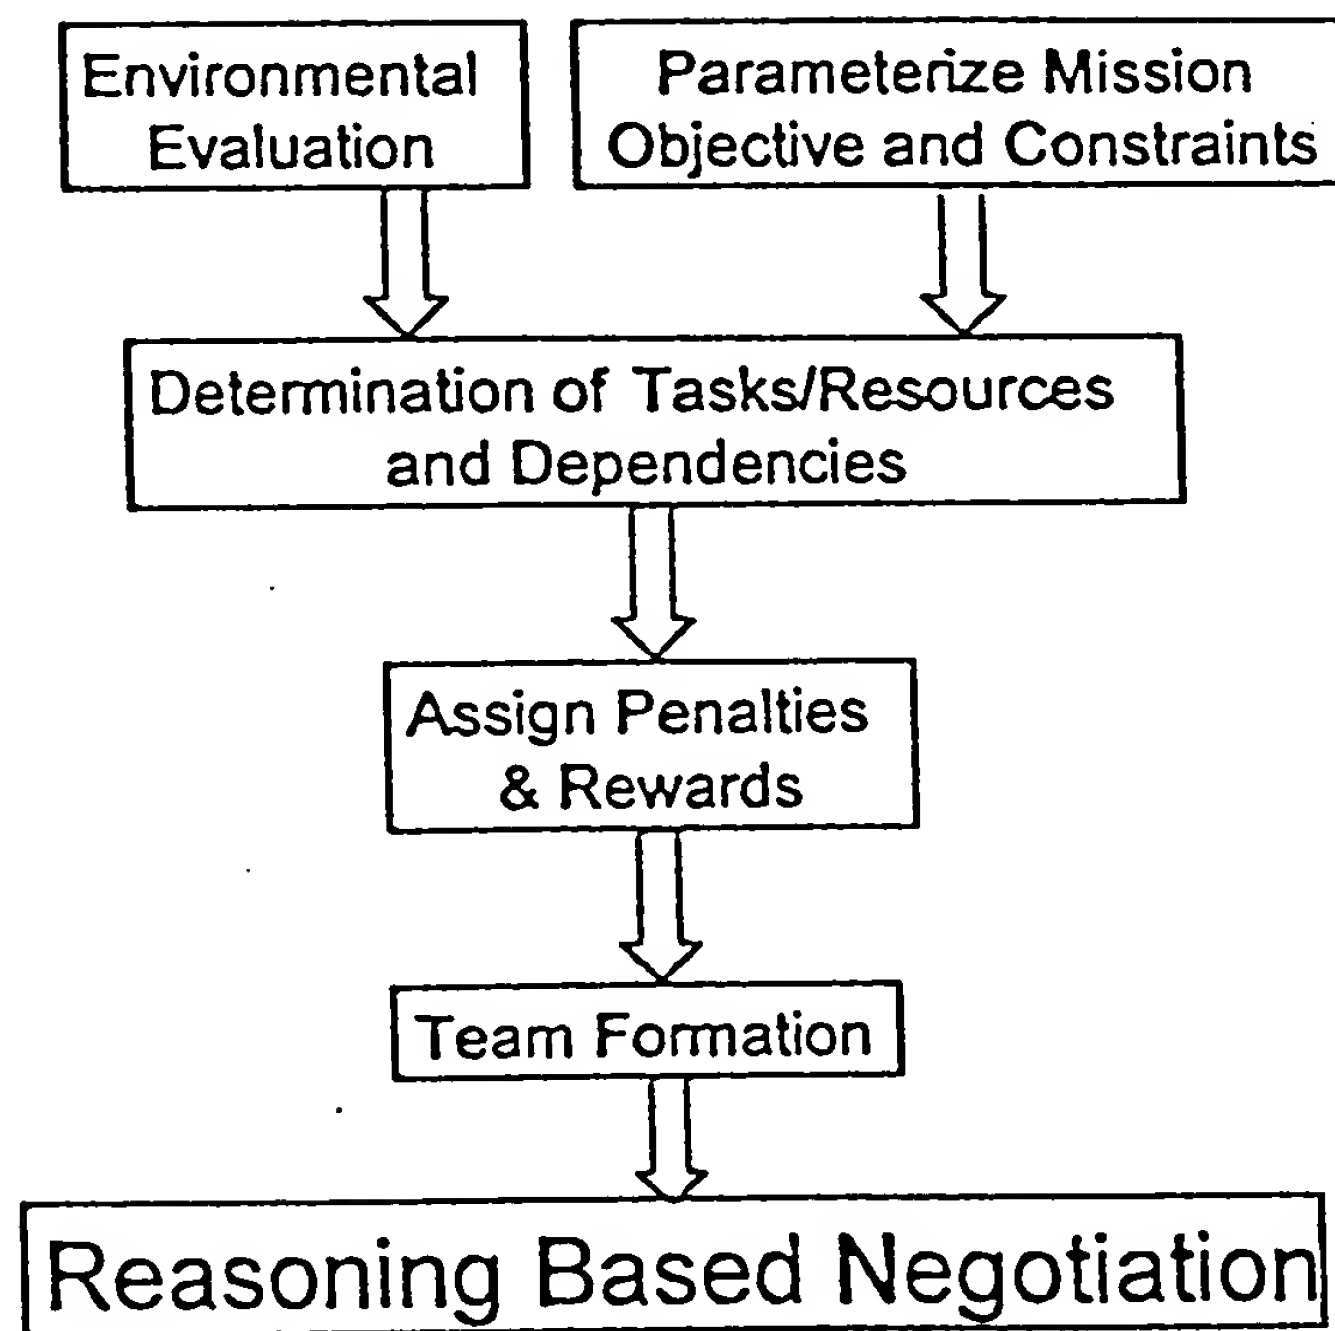 Environmental
Evaluation
Parameterize Mission
Objective and Constraints
Determination of Tasks/Resources
and Dependencies
Assign Penalties
& Rewards
Team Formation
Reasoning Based Negotiation